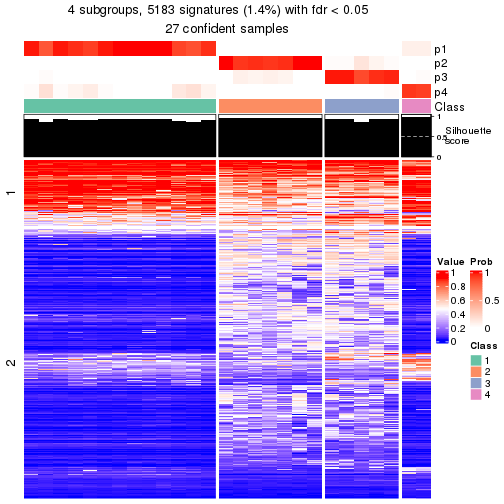 4 subgroups, 5183 signatures (1.4%) with fdr < 0.05
27 confident samples
p1
p2
p3
p4
Class
1
0.5
0
Silhouette
score
1
2
Value
1
0.8
0.6
0.4
0.2
0
Prob
1
0.5
0
Class
1
2
3
4